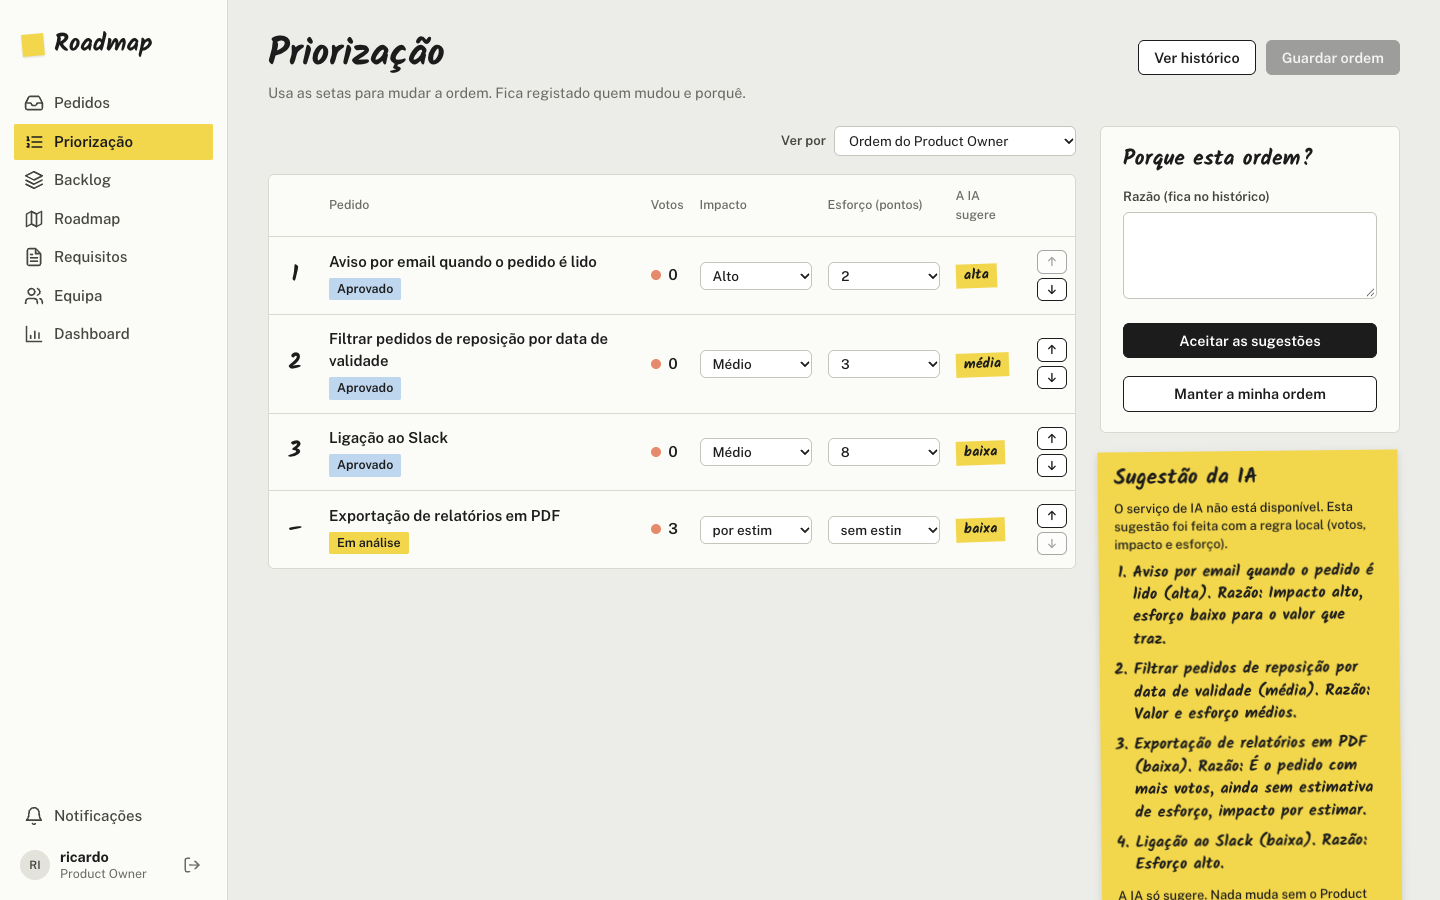 Roadmap
Pedidos
Priorização
Backlog
Roadmap
Requisitos
Equipa
Dashboard
Notificações
RI
ricardo
Product Owner
Priorização
Usa as setas para mudar a ordem. Fica registado quem mudou e porquê.
Ver histórico
Guardar ordem
Ver por
Ordem do Product Owner
Pedido
Votos
Impacto
Esforço (pontos)
A IA
sugere
1
Aviso por email quando o pedido é lido
Aprovado
0
Alto
2
alta
↑
↓
2
Filtrar pedidos de reposição por data de
validade
Aprovado
0
Médio
3
média
↑
↓
3
Ligação ao Slack
Aprovado
0
Médio
8
baixa
↑
↓
–
Exportação de relatórios em PDF
Em análise
3
por estim
sem estin
baixa
↑
↓
Porque esta ordem?
Razão (fica no histórico)
Aceitar as sugestões
Manter a minha ordem
Sugestão da IA
O serviço de IA não está disponível. Esta
sugestão foi feita com a regra local (votos,
impacto e esforço).
1. Aviso por email quando o pedido é
lido (alta). Razão: Impacto alto,
esforço baixo para o valor que
traz.
2. Filtrar pedidos de reposição por
data de validade (média). Razão:
Valor e esforço médios.
3. Exportação de relatórios em PDF
(baixa). Razão: É o pedido com
mais votos, ainda sem estimativa
de esforço, impacto por estimar.
4. Ligação ao Slack (baixa). Razão:
Esforço alto.
A IA só sugere. Nada muda sem o Product